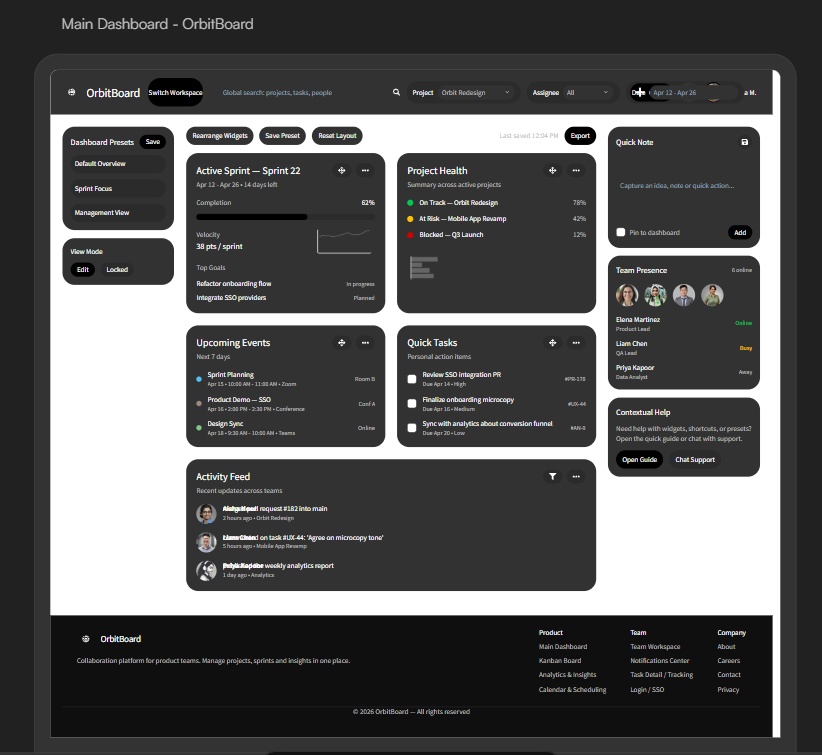 Main Dashboard - OrbitBoard
OrbitBoard
Switch Workspace
Global search: projects, tasks, people
Project
Orbit Redesign
Assignee
All
Apr 12 - Apr 26
a M.
Dashboard Presets
Save
Default Overview
Sprint Focus
Management View
View Mode
Edit
Locked
Rearrange Widgets
Save Preset
Reset Layout
Last saved 12:04 PM
Export
Active Sprint — Sprint 22
Apr 12 - Apr 26 • 14 days left
Completion
62%
Velocity
38 pts / sprint
Top Goals
Refactor onboarding flow
In progress
Integrate SSO providers
Planned
Project Health
Summary across active projects
On Track — Orbit Redesign
78%
At Risk — Mobile App Revamp
42%
Blocked — Q3 Launch
12%
Upcoming Events
Next 7 days
Sprint Planning
Apr 15 • 10:00 AM - 11:00 AM • Zoom
Room B
Product Demo — SSO
Apr 16 • 2:00 PM - 2:30 PM • Conference
Conf A
Design Sync
Apr 18 • 9:30 AM - 10:00 AM • Teams
Online
Quick Tasks
Personal action items
Review SSO integration PR
Due Apr 14 • High
#PR-178
Finalize onboarding microcopy
Due Apr 16 • Medium
#UX-44
Sync with analytics about conversion funnel
Due Apr 20 • Low
#AN-9
Activity Feed
Recent updates across teams
request #182 into main
2 hours ago • Orbit Redesign
on task #UX-44: 'Agree on microcopy tone'
5 hours ago • Mobile App Revamp
weekly analytics report
1 day ago • Analytics
Quick Note
Capture an idea, note or quick action...
Pin to dashboard
Add
Team Presence
6 online
Elena Martinez
Product Lead
Online
Liam Chen
QA Lead
Busy
Priya Kapoor
Data Analyst
Away
Contextual Help
Need help with widgets, shortcuts, or presets?
Open the quick guide or chat with support.
Open Guide
Chat Support
OrbitBoard
Collaboration platform for product teams. Manage projects, sprints and insights in one place.
Product
Main Dashboard
Kanban Board
Analytics & Insights
Calendar & Scheduling
Team
Team Workspace
Notifications Center
Task Detail / Tracking
Login / SSO
Company
About
Careers
Contact
Privacy
© 2026 OrbitBoard — All rights reserved